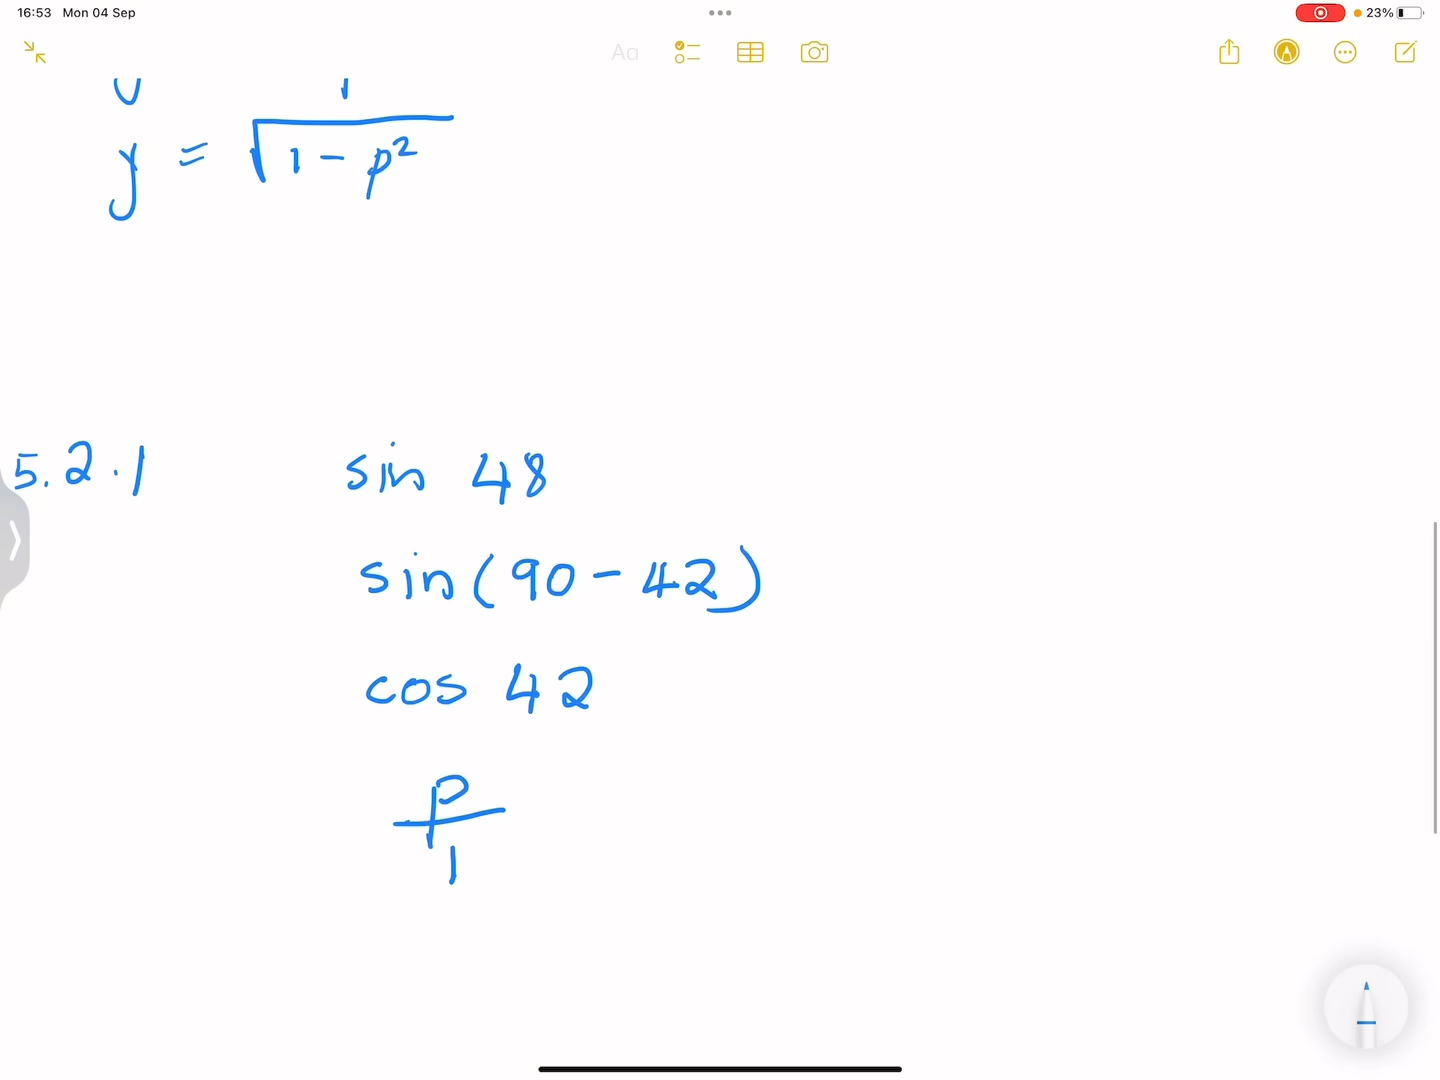 16:53 Mon 04 Sep
23%
Aa
y = √1 - p²
5.2.1 sin 48
sin(90-42)
cos 42
p
1